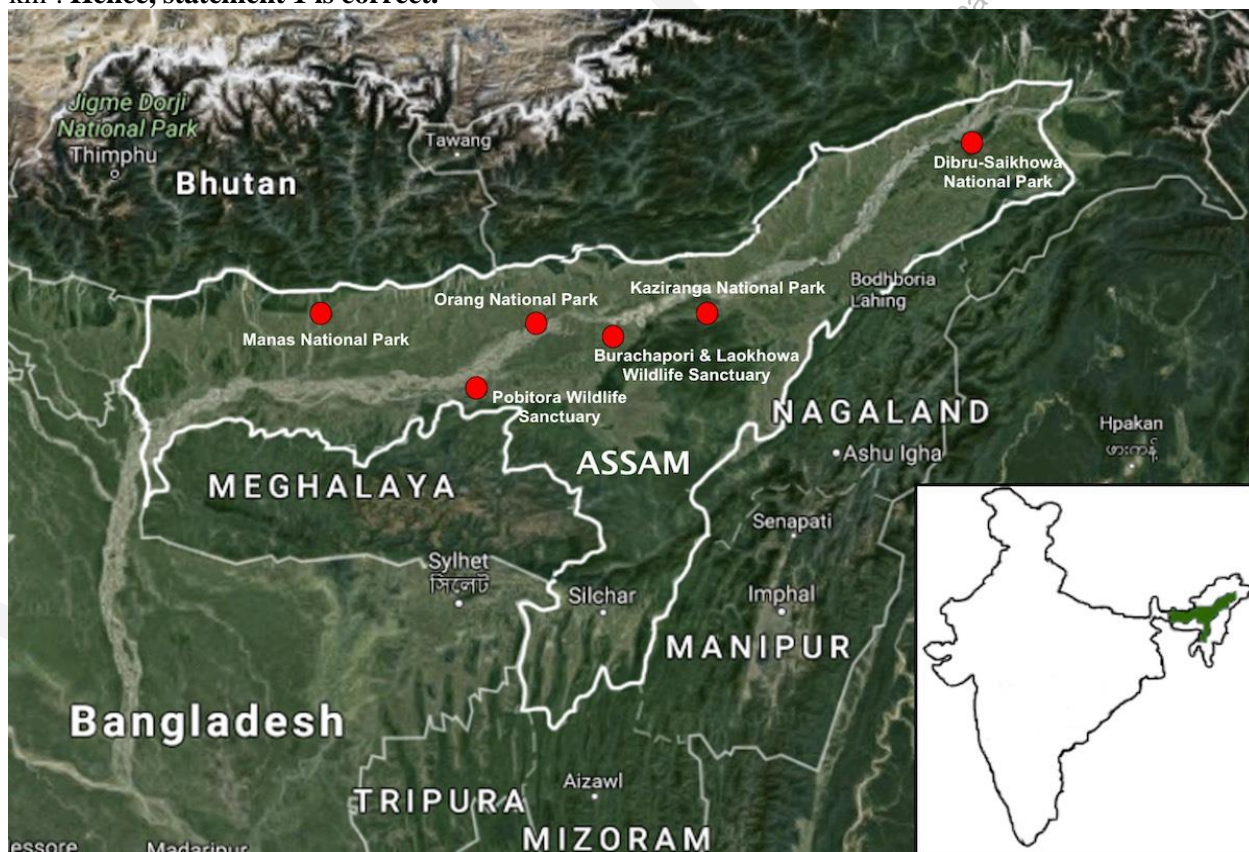 Hence, statement 1 is correct.
Jigme Dorji
National Park
Thimphu
Tawang
Bhutan
Dibru-Saikhowa
National Park
Bodhboria
Lahing
Kaziranga National Park
Orang National Park
Manas National Park
Burachapori & Laokhowa
Wildlife Sanctuary
Pobitora Wildlife
Sanctuary
NAGALAND
Ashu Igha
Hpakan
ဖားကန့်
ASSAM
MEGHALAYA
Senapati
Sylhet
সিলেট
Silchar
Imphal
MANIPUR
Bangladesh
Aizawl
TRIPURA
MIZORAM
essore
Madaripur